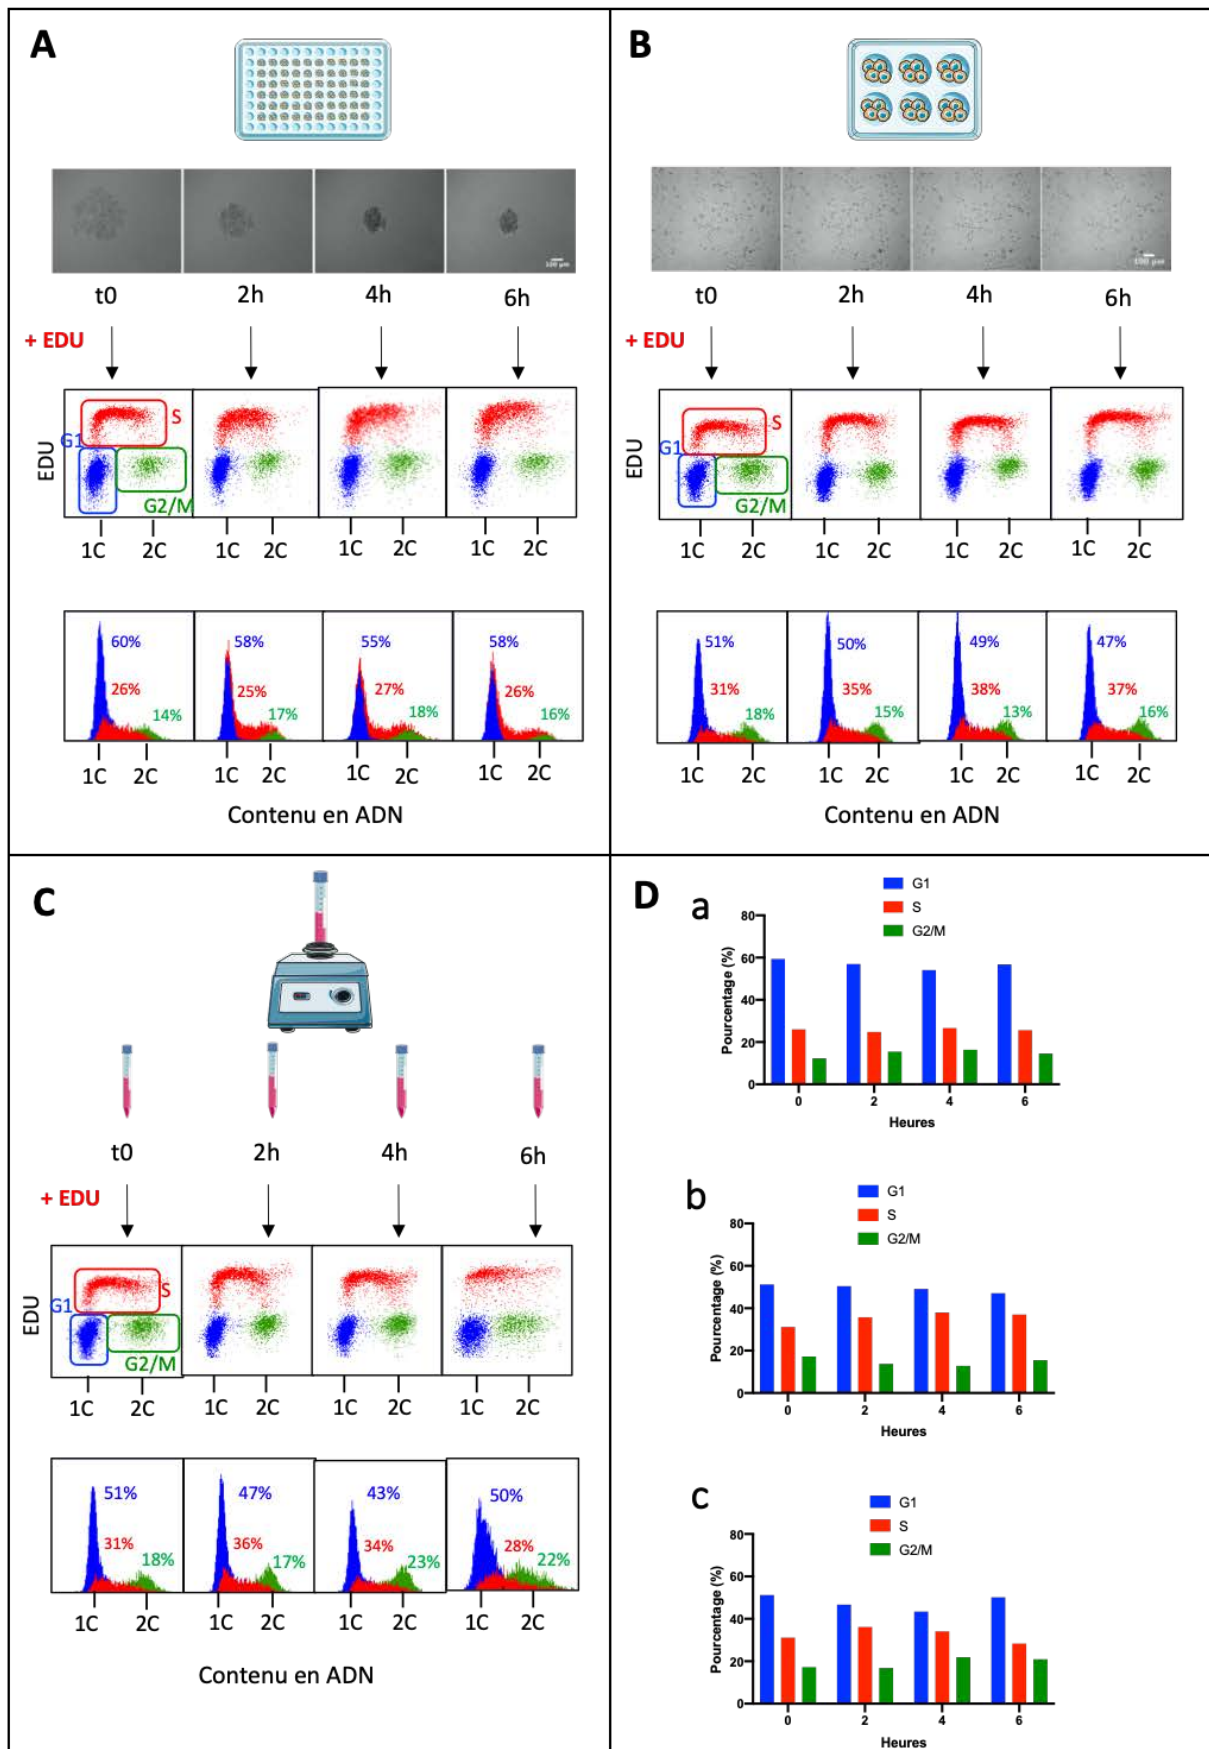 A
100 µm
t0 2h 4h 6h
+ EDU
S
G1
EDU
G2/M
1C 2C 1C 2C 1C 2C 1C 2C
60% 58% 55% 58%
26% 25% 27% 26%
14% 17% 18% 16%
1C 2C 1C 2C 1C 2C 1C 2C
Contenu en ADN
B
100 µm
t0 2h 4h 6h
+ EDU
S
G1
EDU
G2/M
1C 2C 1C 2C 1C 2C 1C 2C
51% 50% 49% 47%
31% 35% 38% 37%
18% 15% 13% 16%
1C 2C 1C 2C 1C 2C 1C 2C
Contenu en ADN
C
t0 2h 4h 6h
+ EDU
S
G1
EDU
G2/M
1C 2C 1C 2C 1C 2C 1C 2C
51% 47% 43% 50%
31% 36% 34% 28%
18% 17% 23% 22%
1C 2C 1C 2C 1C 2C 1C 2C
Contenu en ADN
D
a
G1
S
G2/M
Pourcentage (%)
80
60
40
20
0
0 2 4 6
Heures
b
G1
S
G2/M
Pourcentage (%)
80
60
40
20
0
0 2 4 6
Heures
c
G1
S
G2/M
Pourcentage (%)
80
60
40
20
0
0 2 4 6
Heures